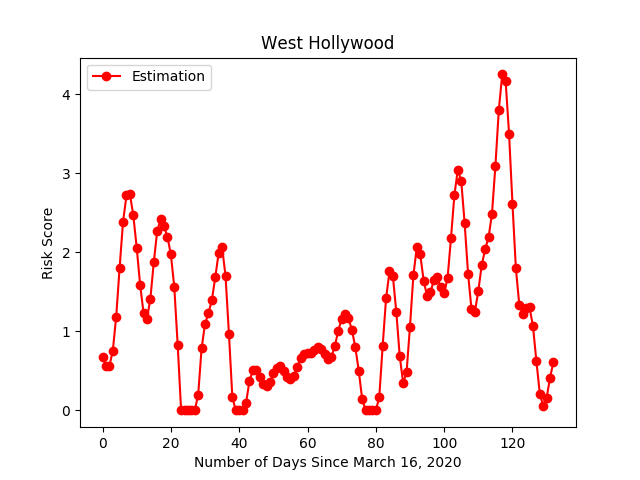 West Hollywood
Estimation
Risk Score
4
3
2
1
0
0 20 40 60 80 100 120
Number of Days Since March 16, 2020